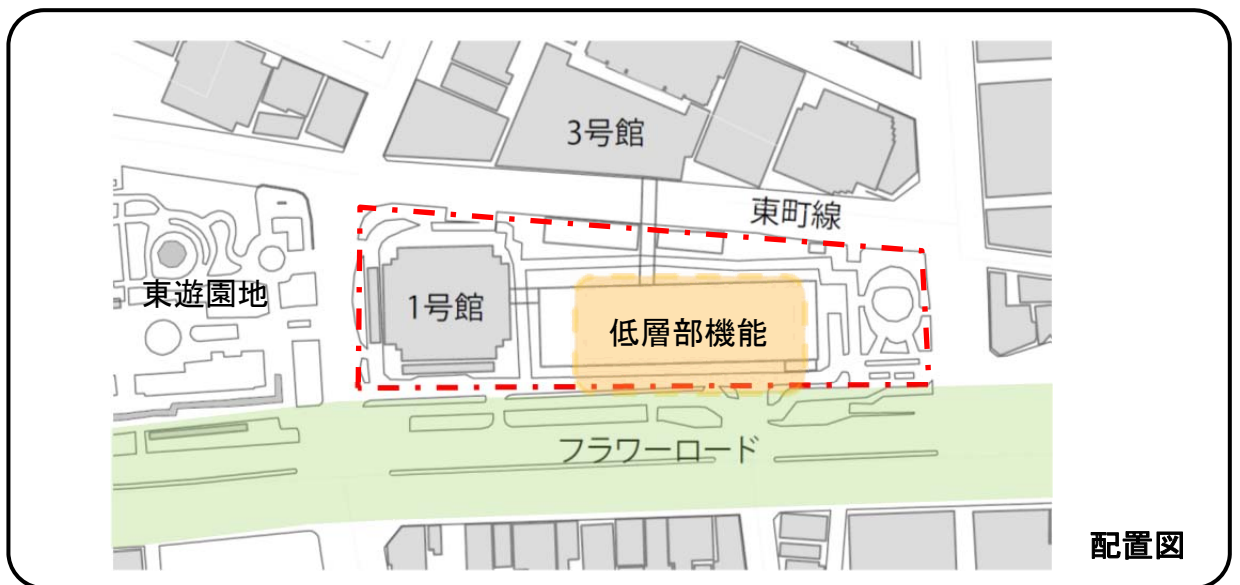 3号館
東町線
東遊園地
1号館
低層部機能
フラワーロード
配置図